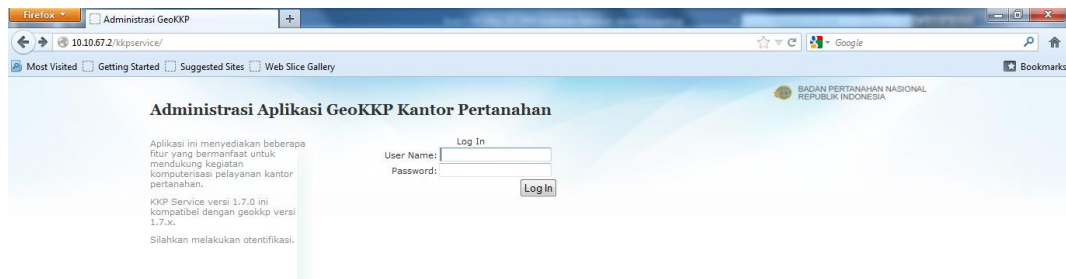 Firefox
Administrasi GeoKKP
10.10.67.2/kkpservice/
Google
Most Visited Getting Started Suggested Sites Web Slice Gallery Bookmarks
BADAN PERTANAHAN NASIONAL
REPUBLIK INDONESIA
Administrasi Aplikasi GeoKKP Kantor Pertanahan
Aplikasi ini menyediakan beberapa
fitur yang bermanfaat untuk
mendukung kegiatan
komputerisasi pelayanan kantor
pertanahan.
KKP Service versi 1.7.0 ini
kompatibel dengan geokkp versi
1.7.x.
Silahkan melakukan otentifikasi.
Log In
User Name:
Password:
Log In